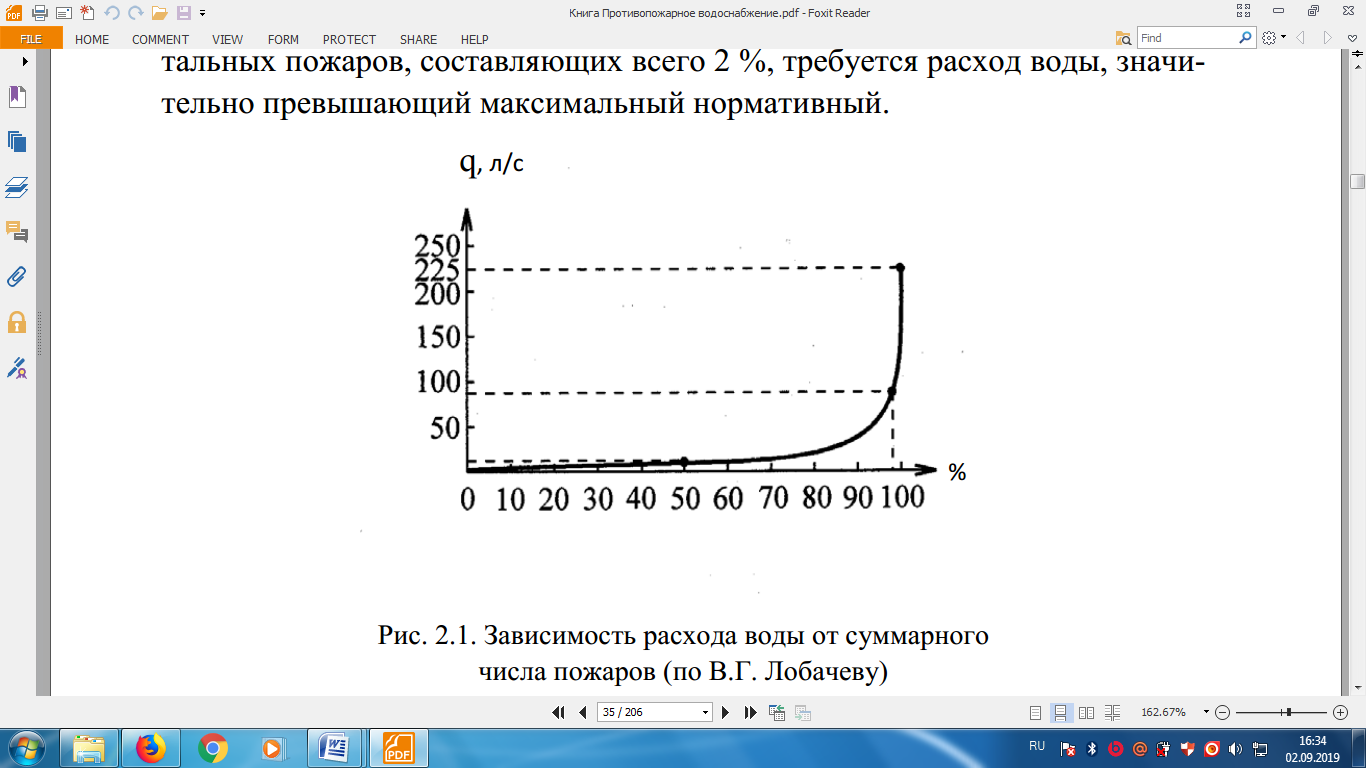 Книга Противопожарное водоснабжение.pdf - Foxit Reader
FILE HOME COMMENT VIEW FORM PROTECT SHARE HELP
Find
тальных пожаров, составляющих всего 2 %, требуется расход воды, значи-
тельно превышающий максимальный нормативный.
q, л/с
250
225
200
150
100
50
0 10 20 30 40 50 60 70 80 90 100
%
Рис. 2.1. Зависимость расхода воды от суммарного
числа пожаров (по В.Г. Лобачеву)
35 / 206
162.67%
RU
16:34
02.09.2019